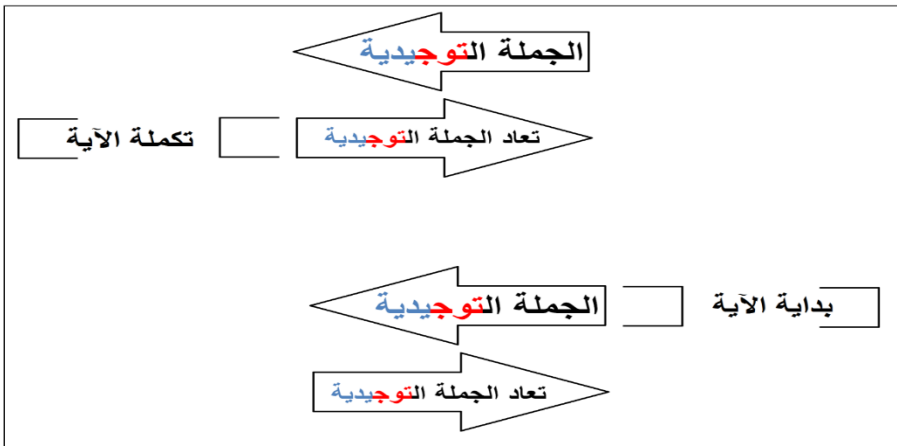 الجملة التوجيدية
تعاد الجملة التوجيدية
تكملة الآية
بداية الآية
الجملة التوجيدية
تعاد الجملة التوجيدية